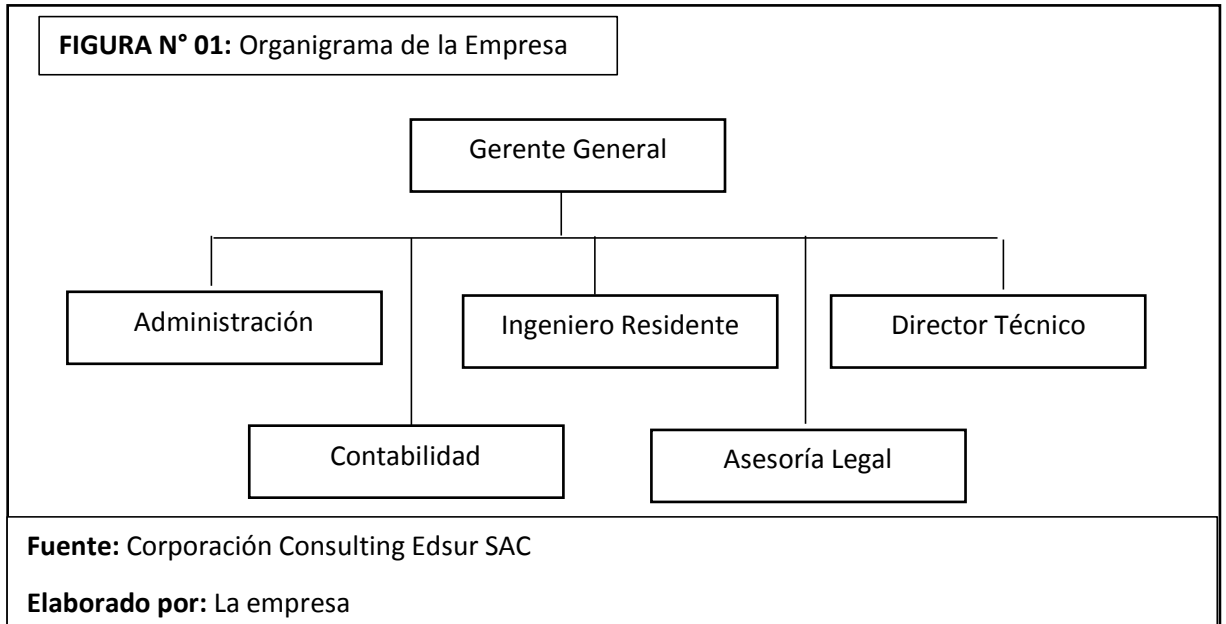 FIGURA N° 01: Organigrama de la Empresa
Gerente General
Administración
Ingeniero Residente
Director Técnico
Contabilidad
Asesoría Legal
Fuente: Corporación Consulting Edsur SAC
Elaborado por: La empresa